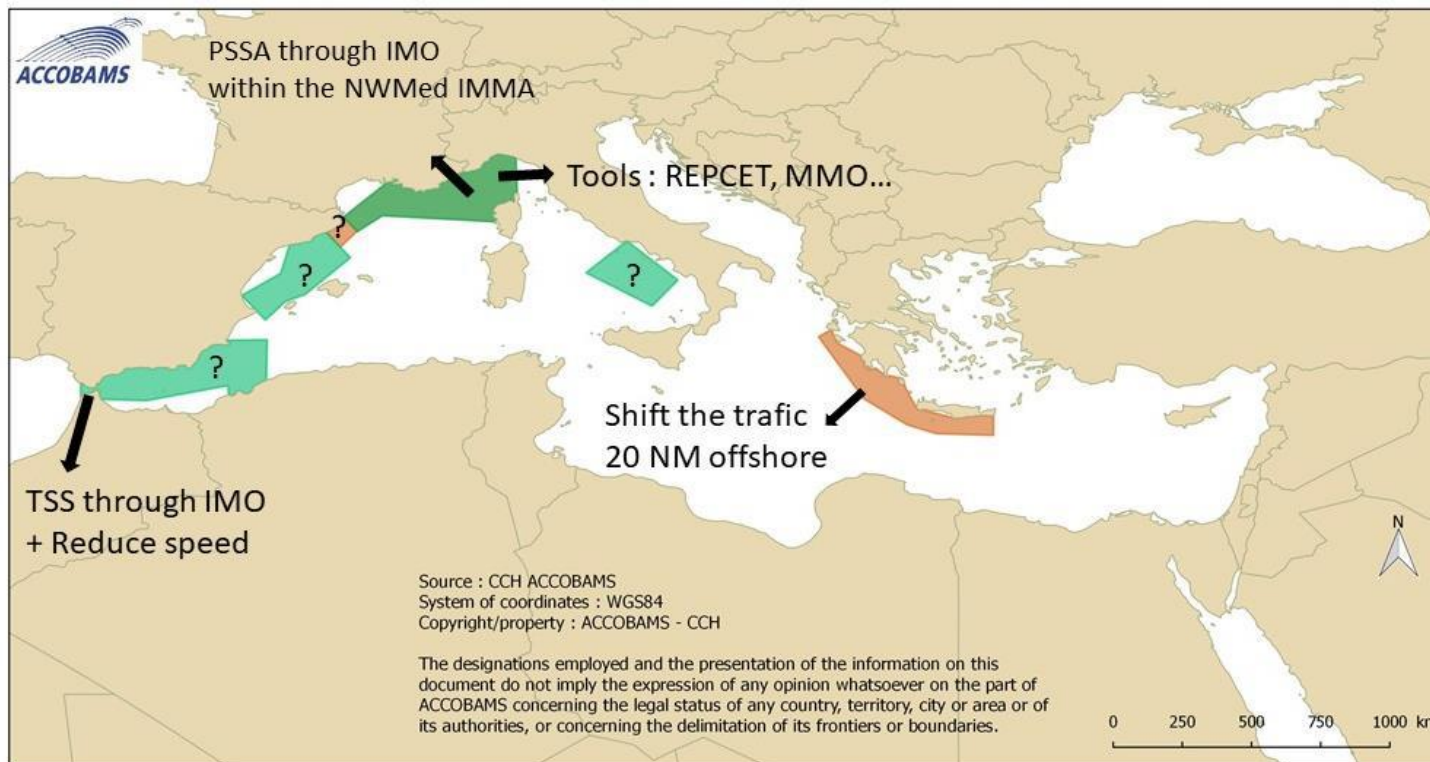 ACCOBAMS
PSSA through IMO
within the NWMed IMMA
Tools : REPCET, MMO...
?
?
?
?
Shift the trafic
20 NM offshore
TSS through IMO
+ Reduce speed
N
Source : CCH ACCOBAMS
System of coordinates : WGS84
Copyright/property : ACCOBAMS - CCH
The designations employed and the presentation of the information on this
document do not imply the expression of any opinion whatsoever on the part of
ACCOBAMS concerning the legal status of any country, territory, city or area or of
its authorities, or concerning the delimitation of its frontiers or boundaries.
0 250 500 750 1000 km